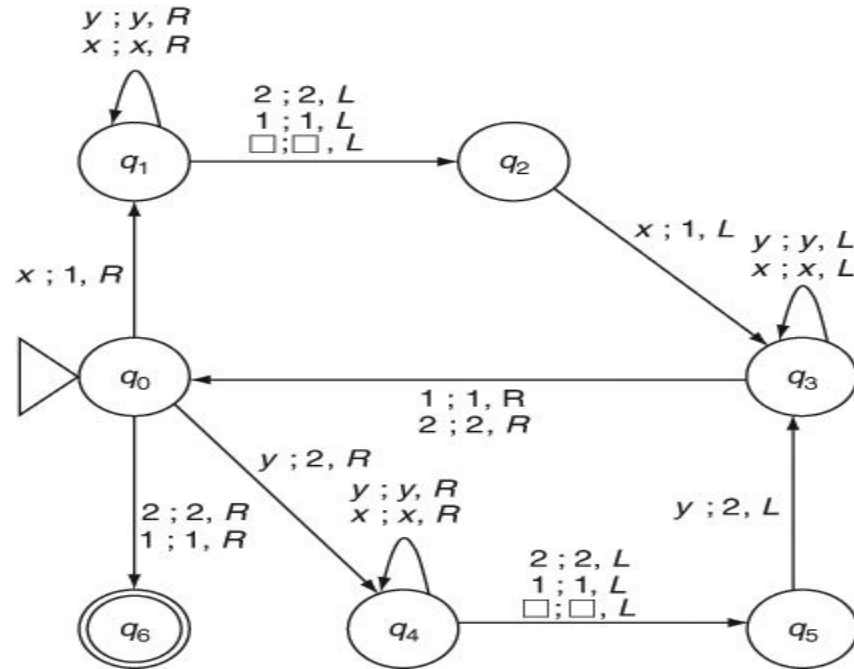 y ; y, R
x ; x, R
2 ; 2, L
1 ; 1, L
□ ; □, L
q1
q2
x ; 1, L
y ; y, L
x ; x, L
x ; 1, R
q0
q3
1 ; 1, R
2 ; 2, R
y ; 2, R
y ; y, R
x ; x, R
y ; 2, L
2 ; 2, R
1 ; 1, R
2 ; 2, L
1 ; 1, L
□ ; □, L
q6
q4
q5